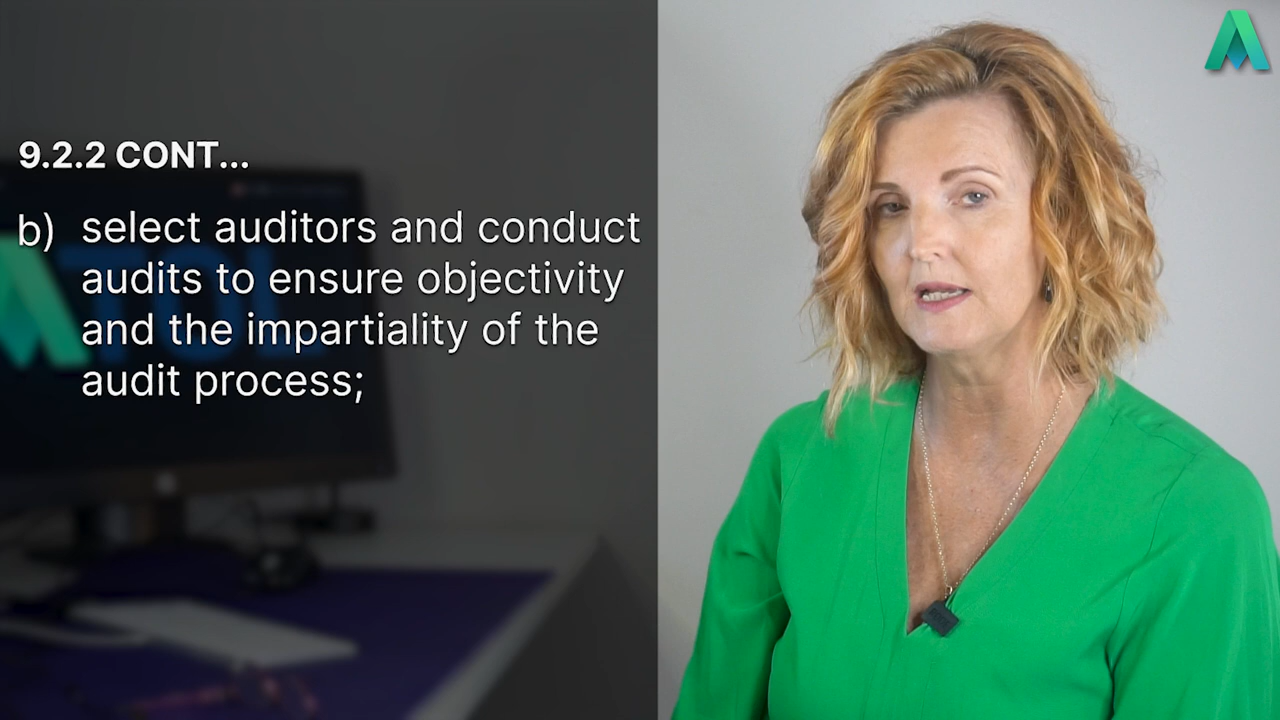 9.2.2 CONT...
b) select auditors and conduct
audits to ensure objectivity
and the impartiality of the
audit process;